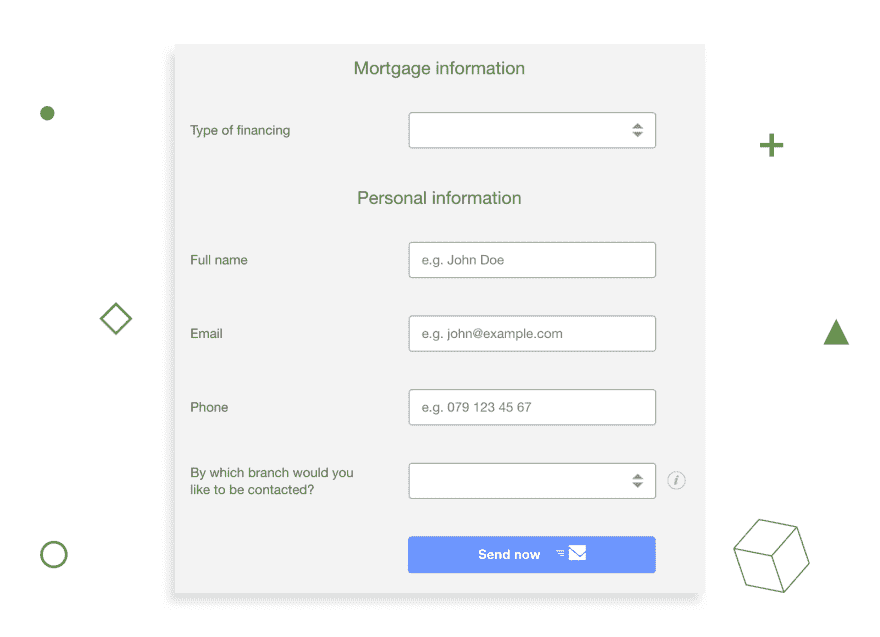 Mortgage information
Type of financing
Personal information
Full name
e.g. John Doe
Email
e.g. john@example.com
Phone
e.g. 079 123 45 67
By which branch would you
like to be contacted?
i
Send now